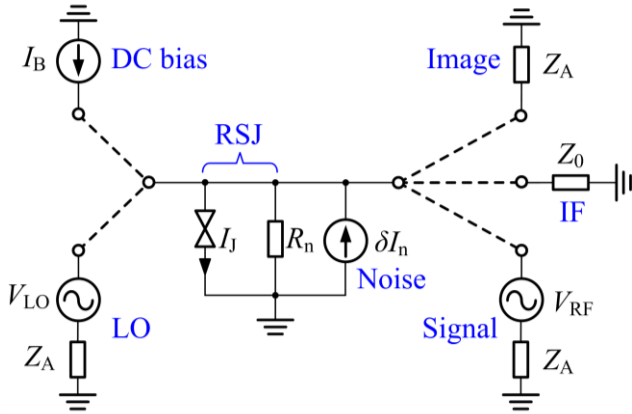 I_B DC bias
Image Z_A
RSJ
Z_0
IF
I_J R_n δI_n
Noise
V_LO LO
Z_A
Signal V_RF
Z_A